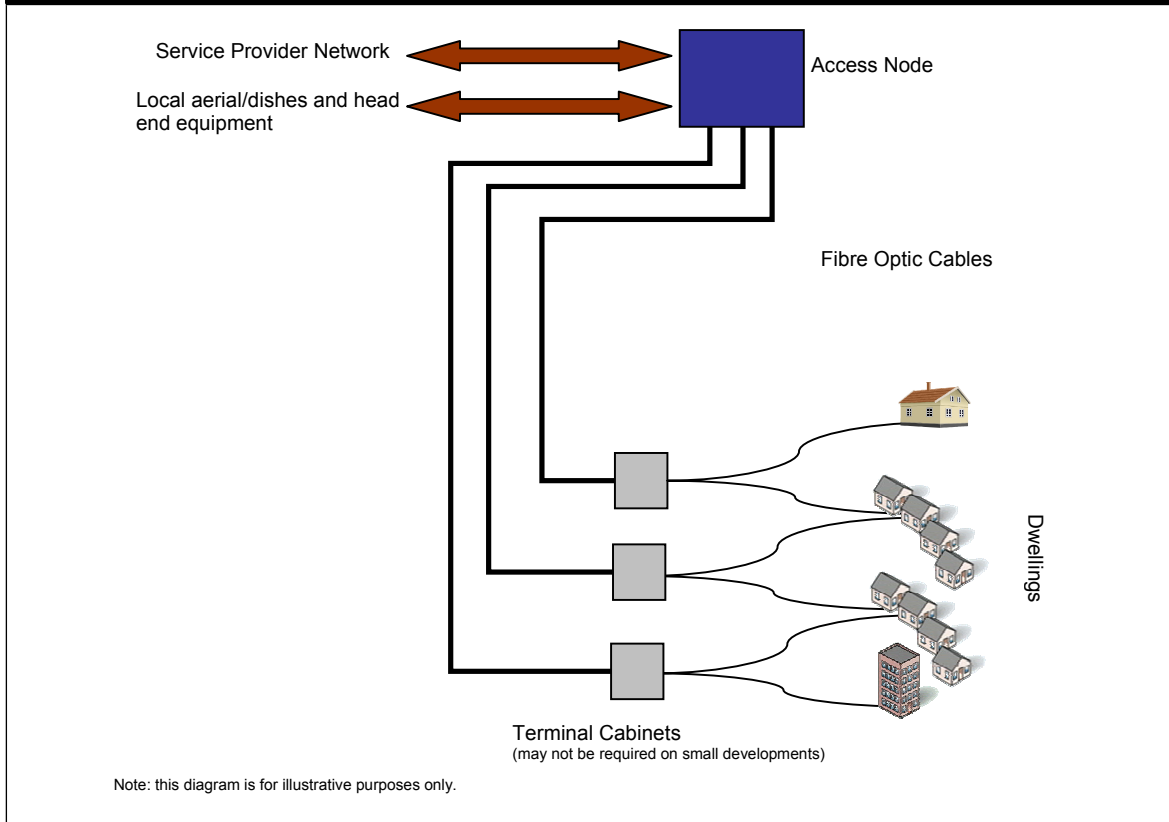 Service Provider Network
Access Node
Local aerial/dishes and head
end equipment
Fibre Optic Cables
Dwellings
Terminal Cabinets
(may not be required on small developments)
Note: this diagram is for illustrative purposes only.